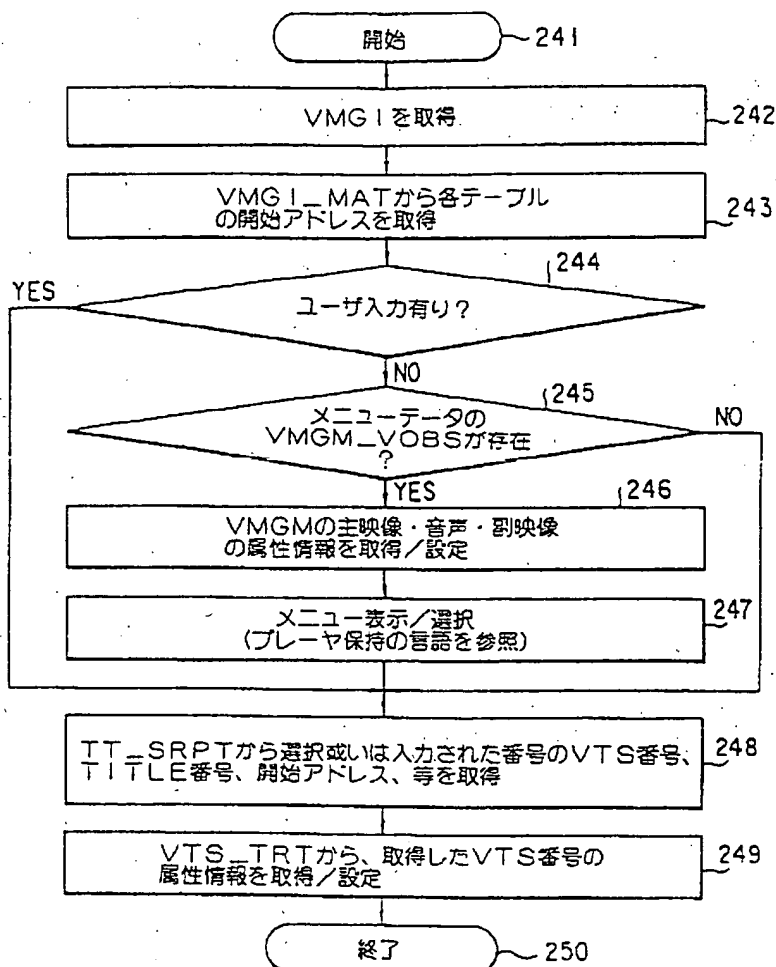 開始
241
VMGIを取得
242
VMGI_MATから各テーブル
の開始アドレスを取得
243
244
YES
ユーザ入力有り?
NO
245
メニューテータの
VMGM_VOBSが存在
?
NO
YES
246
VMGMの主映像・音声・副映像
の属性情報を取得/設定
メニュー表示/選択
(プレーヤ保持の言語を参照)
247
TT_SRPTから選択或いは入力された番号のVTS番号、
TITLE番号、開始アドレス、等を取得
248
VTS_TRTから、取得したVTS番号の
属性情報を取得/設定
249
終了
250